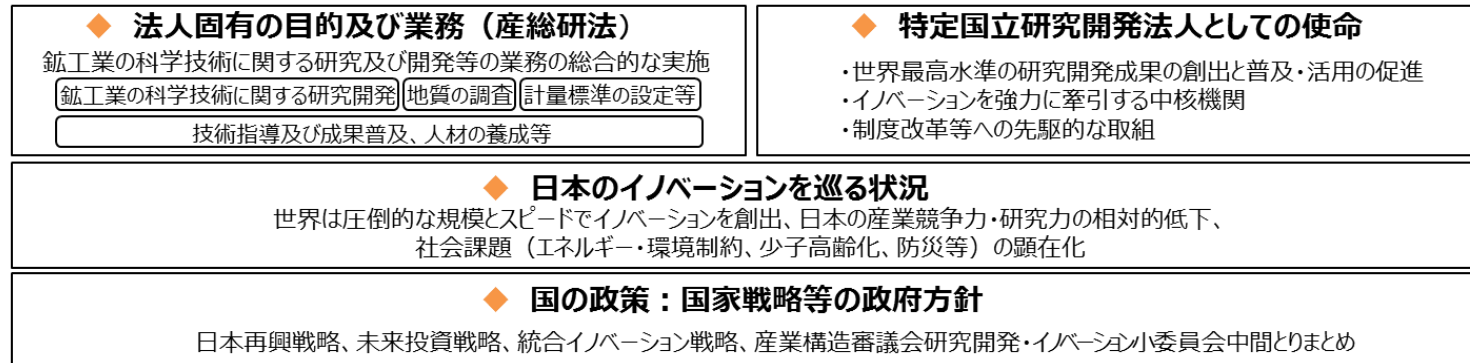 ◆ 法人固有の目的及び業務（産総研法）
鉱工業の科学技術に関する研究及び開発等の業務の総合的な実施
鉱工業の科学技術に関する研究開発 地質の調査 計量標準の設定等
技術指導及び成果普及、人材の養成等
◆ 特定国立研究開発法人としての使命
・世界最高水準の研究開発成果の創出と普及・活用の促進
・イノベーションを強力に牽引する中核機関
・制度改革等への先駆的な取組
◆ 日本のイノベーションを巡る状況
世界は圧倒的な規模とスピードでイノベーションを創出、日本の産業競争力・研究力の相対的低下、
社会課題（エネルギー・環境制約、少子高齢化、防災等）の顕在化
◆ 国の政策：国家戦略等の政府方針
日本再興戦略、未来投資戦略、統合イノベーション戦略、産業構造審議会研究開発・イノベーション小委員会中間とりまとめ